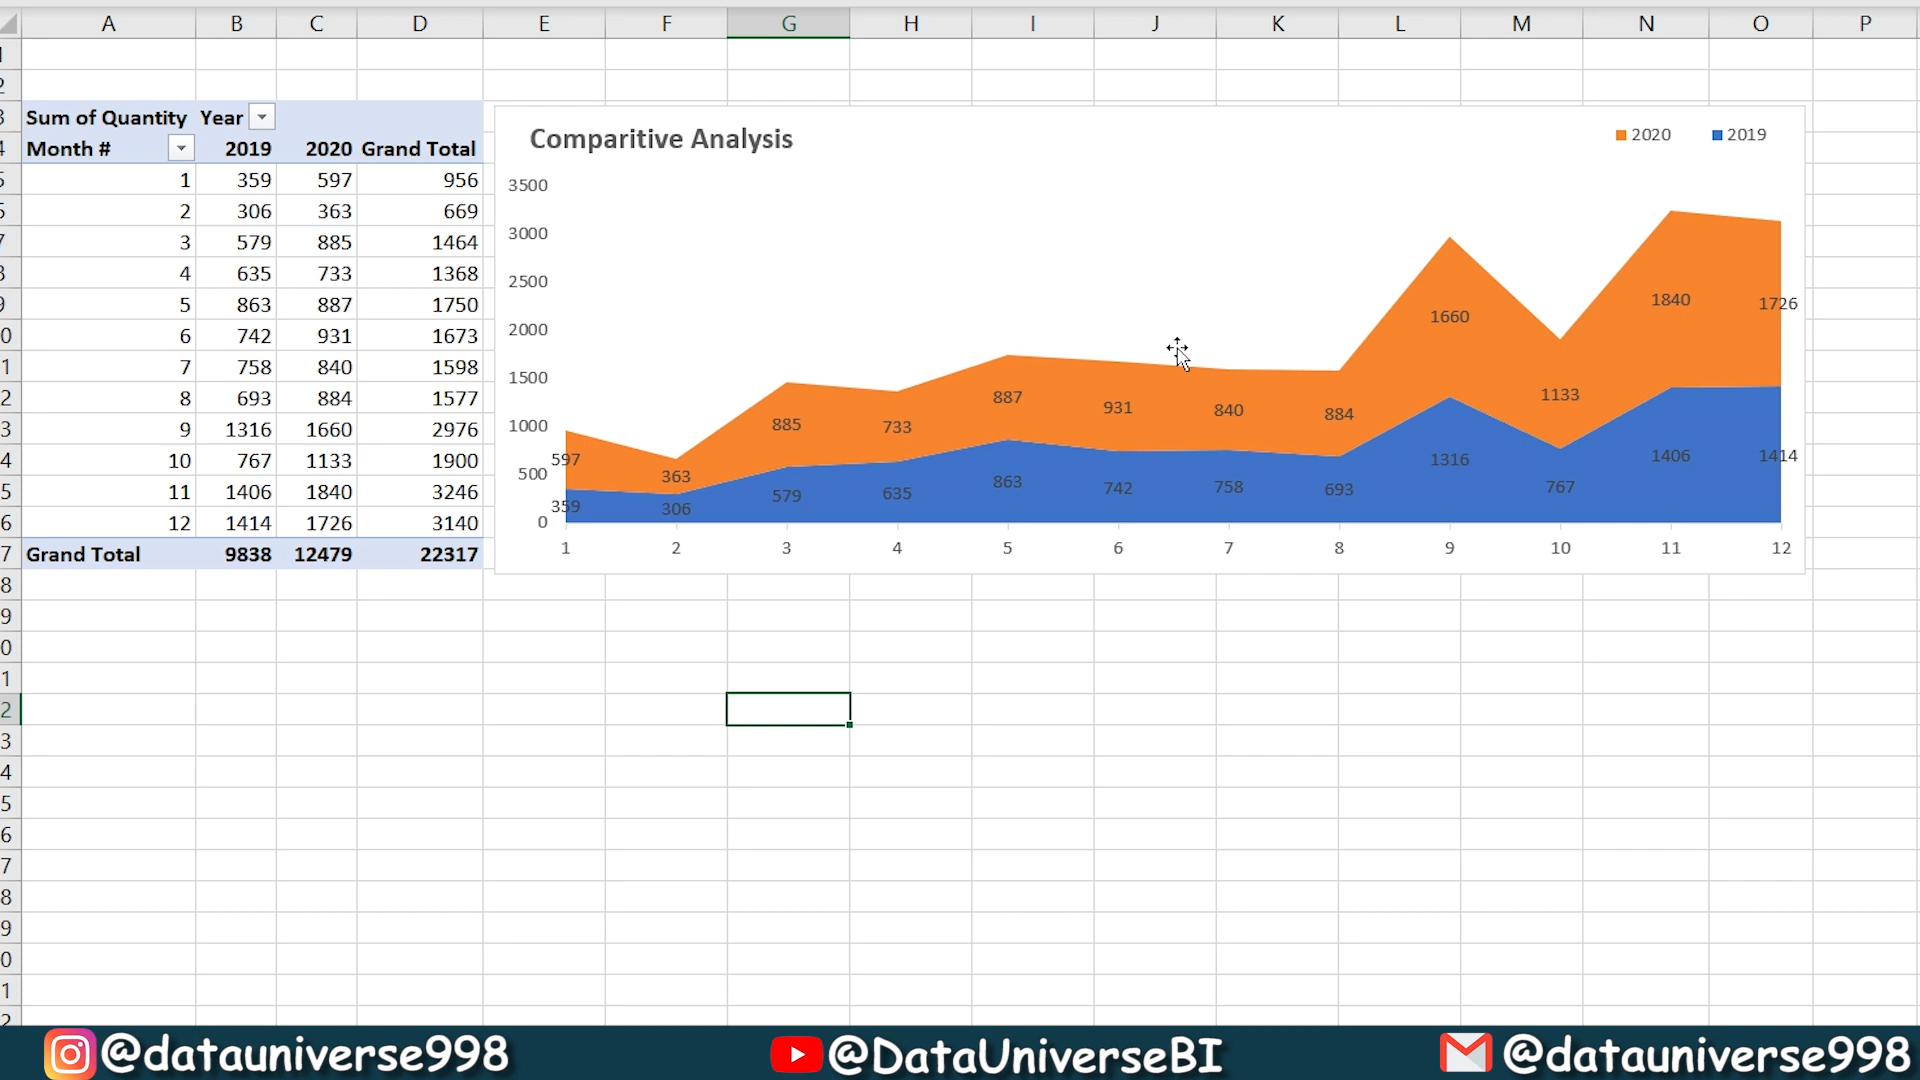 A B C D E F G H I J K L M N O P
Sum of Quantity Year
Month # 2019 2020 Grand Total
1 359 597 956
2 306 363 669
3 579 885 1464
4 635 733 1368
5 863 887 1750
6 742 931 1673
7 758 840 1598
8 693 884 1577
9 1316 1660 2976
10 767 1133 1900
11 1406 1840 3246
12 1414 1726 3140
Grand Total 9838 12479 22317
Comparitive Analysis
2020 2019
3500
3000
2500
2000
1500
1000
500
0
597 363 885 733 887 931 840 884 1660 1133 1840 1726
359 306 579 635 863 742 758 693 1316 767 1406 1414
1 2 3 4 5 6 7 8 9 10 11 12
@datauniverse998 @DataUniverseBI @datauniverse998